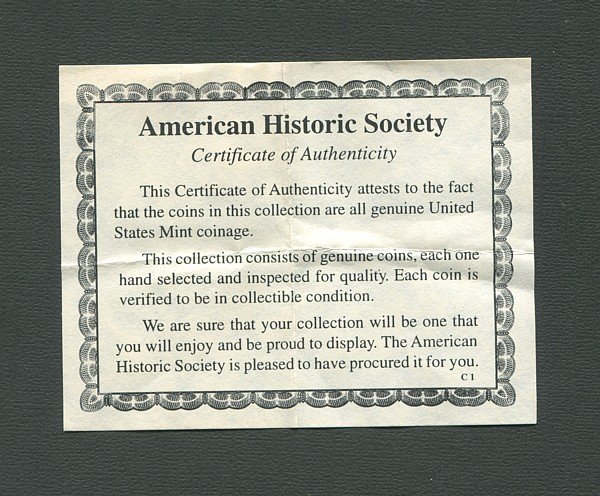 American Historic Society
Certificate of Authenticity
This Certificate of Authenticity attests to the fact
that the coins in this collection are all genuine United
States Mint coinage.
This collection consists of genuine coins, each one
hand selected and inspected for quality. Each coin is
verified to be in collectible condition.
We are sure that your collection will be one that
you will enjoy and be proud to display. The American
Historic Society is pleased to have procured it for you.
C 1